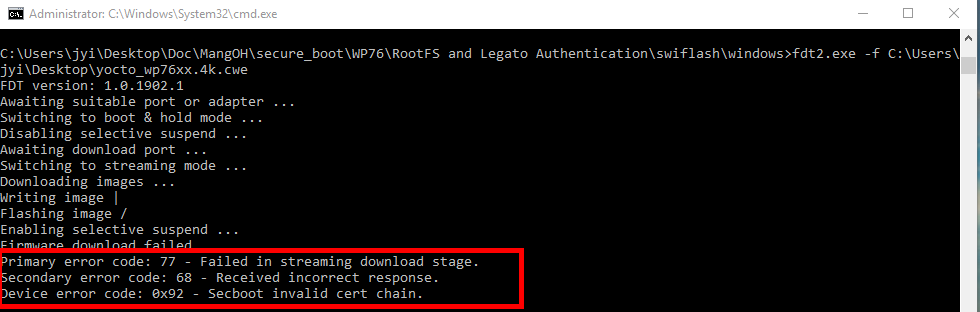 Administrator: C:\Windows\System32\cmd.exe
C:\Users\jyi\Desktop\Doc\MangOH\secure_boot\WP76\RootFS and Legato Authentication\swiflash\windows>fdt2.exe -f C:\Users\
jyi\Desktop\yocto_wp76xx.4k.cwe
FDT version: 1.0.1902.1
Awaiting suitable port or adapter ...
Switching to boot & hold mode ...
Disabling selective suspend ...
Awaiting download port ...
Switching to streaming mode ...
Downloading images ...
Writing image |
Flashing image /
Enabling selective suspend ...
Firmware download failed
Primary error code: 77 - Failed in streaming download stage.
Secondary error code: 68 - Received incorrect response.
Device error code: 0x92 - Secboot invalid cert chain.